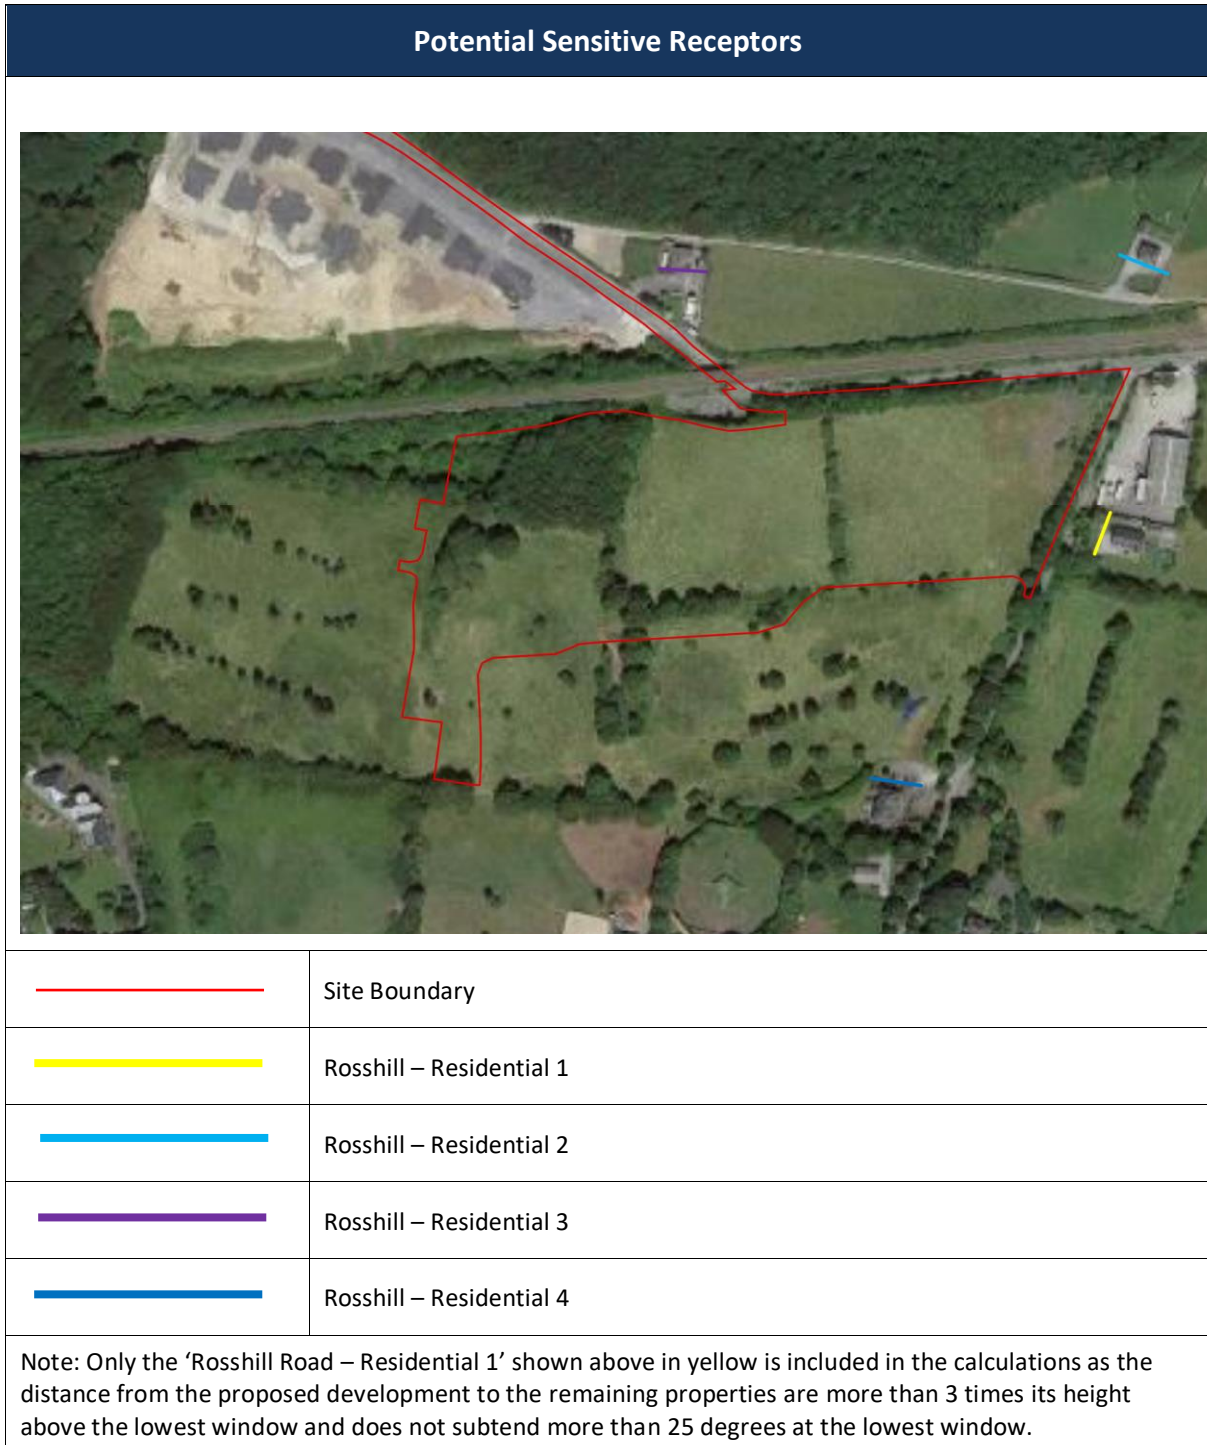 Potential Sensitive Receptors
Site Boundary
Rosshill – Residential 1
Rosshill – Residential 2
Rosshill – Residential 3
Rosshill – Residential 4
Note: Only the ‘Rosshill Road – Residential 1’ shown above in yellow is included in the calculations as the
distance from the proposed development to the remaining properties are more than 3 times its height
above the lowest window and does not subtend more than 25 degrees at the lowest window.